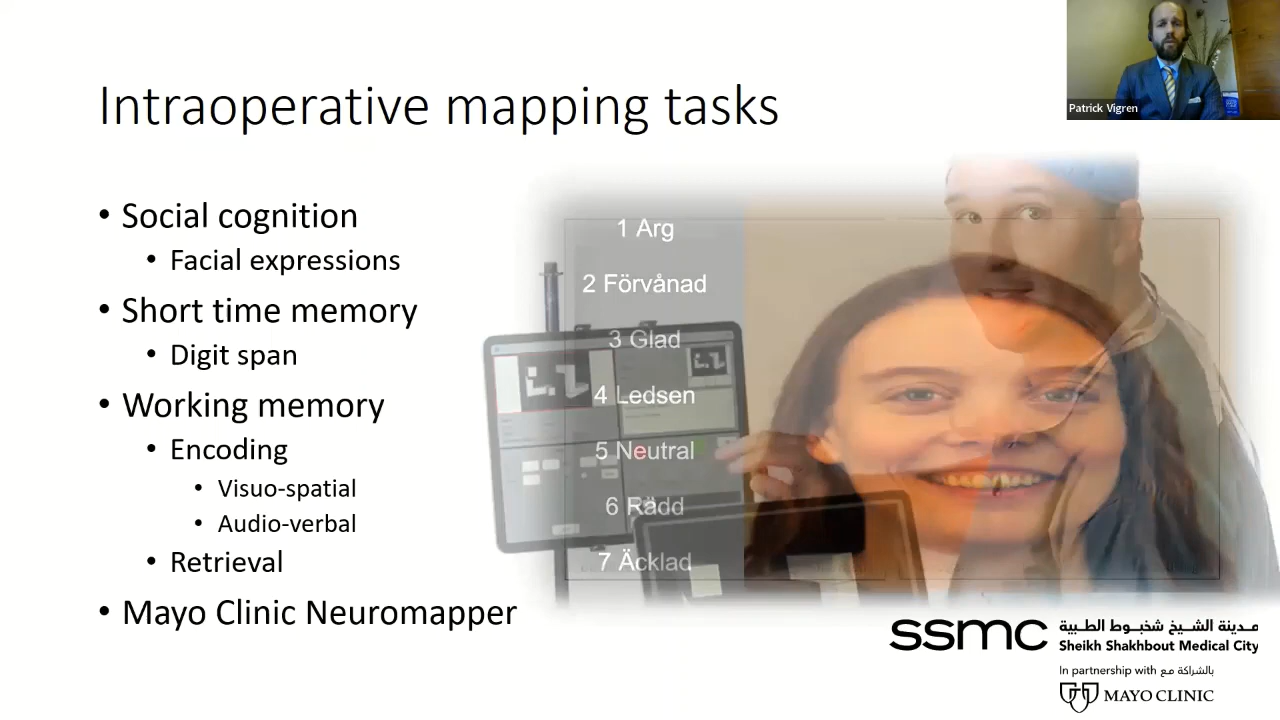 Patrick Vigren
Intraoperative mapping tasks
• Social cognition
• Facial expressions
• Short time memory
• Digit span
• Working memory
• Encoding
• Visuo-spatial
• Audio-verbal
• Retrieval
• Mayo Clinic Neuromapper
1 Arg
2 Förvånad
3 Glad
4 Ledsen
5 Neutral
6 Rädd
7 Äcklad
ssmc
مدينة الشيخ شخبوط الطبية
Sheikh Shakhbout Medical City
In partnership with بالشراكة مع
MAYO CLINIC